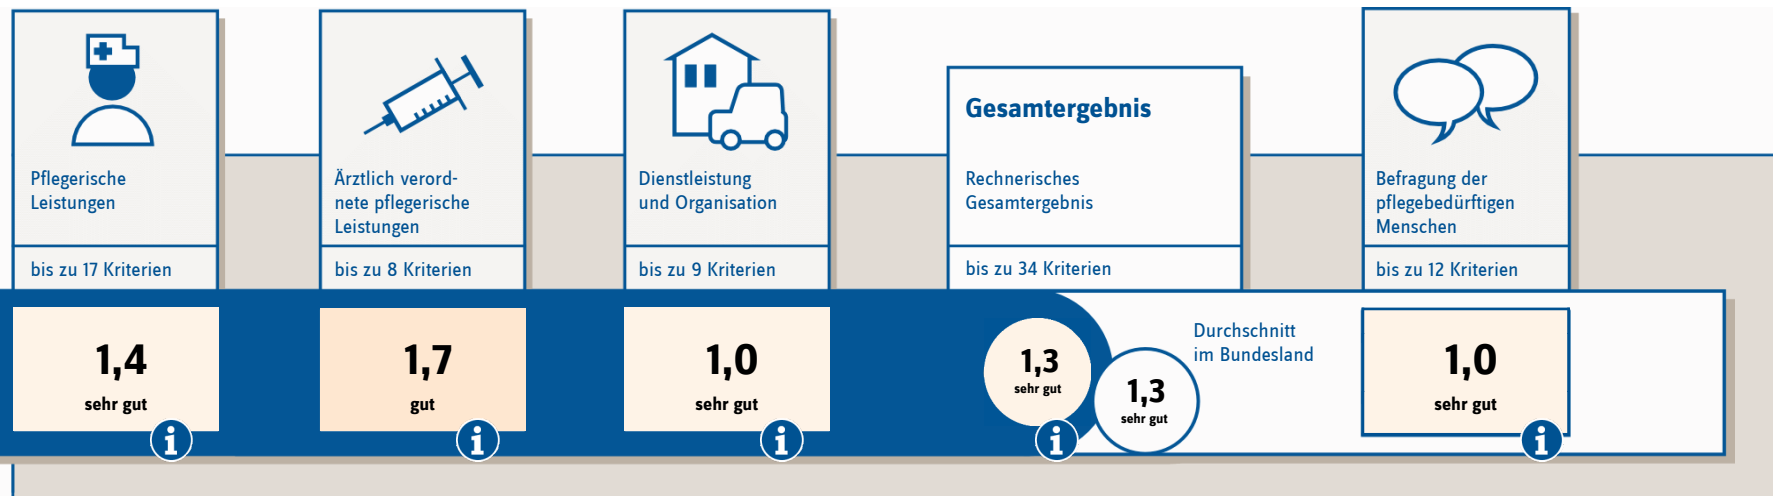 Pflegerische
Leistungen
bis zu 17 Kriterien
1,4
sehr gut
i
Ärztlich verord-
nete pflegerische
Leistungen
bis zu 8 Kriterien
1,7
gut
i
Dienstleistung
und Organisation
bis zu 9 Kriterien
1,0
sehr gut
i
Gesamtergebnis
Rechnerisches
Gesamtergebnis
bis zu 34 Kriterien
1,3
sehr gut
i
1,3
sehr gut
Durchschnitt
im Bundesland
Befragung der
pflegebedürftigen
Menschen
bis zu 12 Kriterien
1,0
sehr gut
i